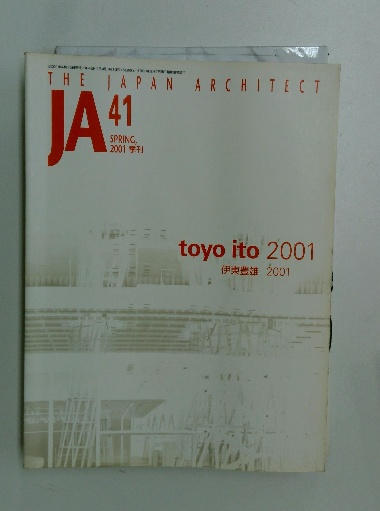 THE JAPAN ARCHITECT
JA 41
SPRING,
2001 季刊
toyo ito 2001
伊東豊雄 2001